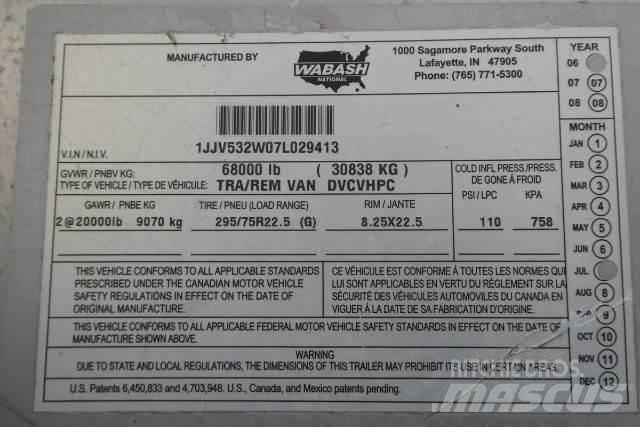 MANUFACTURED BY
WABASH
NATIONAL
1000 Sagamore Parkway South
Lafayette, IN 47905
Phone: (765) 771-5300
V.I.N / N.I.V.
1JJV532W07L029413
GVWR / PNBV KG: 68000 lb ( 30838 KG )
TYPE OF VEHICLE / TYPE DE VÉHICULE: TRA/REM VAN DVCVHPC
COLD INFL PRESS/PRESS.
DE GONE À FROID
GAWR / PNBE KG TIRE / PNEU (LOAD RANGE) RIM / JANTE PSI / LPC KPA
2@20000lb 9070 kg 295/75R22.5 (G) 8.25X22.5 110 758
THIS VEHICLE CONFORMS TO ALL APPLICABLE STANDARDS
PRESCRIBED UNDER THE CANADIAN MOTOR VEHICLE
SAFETY REGULATIONS IN EFFECT ON THE DATE OF
ORIGINAL MANUFACTURE.
CE VÉHICULE EST CONFORME À TOUTES LES NORMES QUI
LUI SONT APPLICABLES EN VERTU DU RÈGLEMENT SUR LA
SÉCURITÉ DES VÉHICULES AUTOMOBILES DU CANADA EN
VIGUER À LA DATE DE SA FABRICATION D'ORIGINE.
THIS VEHICLE CONFORMS TO ALL APPLICABLE FEDERAL MOTOR VEHICLE SAFETY STANDARDS IN EFFECT ON THE DATE OF
MANUFACTURE SHOWN ABOVE.
WARNING
DUE TO STATE AND LOCAL REGULATIONS, THE DIMENSIONS OF THIS TRAILER MAY PROHIBIT ITS USE IN CERTAIN AREAS.
U.S. Patents 6,450,833 and 4,703,948. U.S., Canada, and Mexico patents pending.
YEAR
06
07 07
08 08
MONTH
JAN 1
FEB 2
MAR 3
APR 4
MAY 5
JUN 6
JUL
AUG 8
SEP 9
OCT 10
NOV 11
DEC 12
RITCHIE BROS.
MASCUS